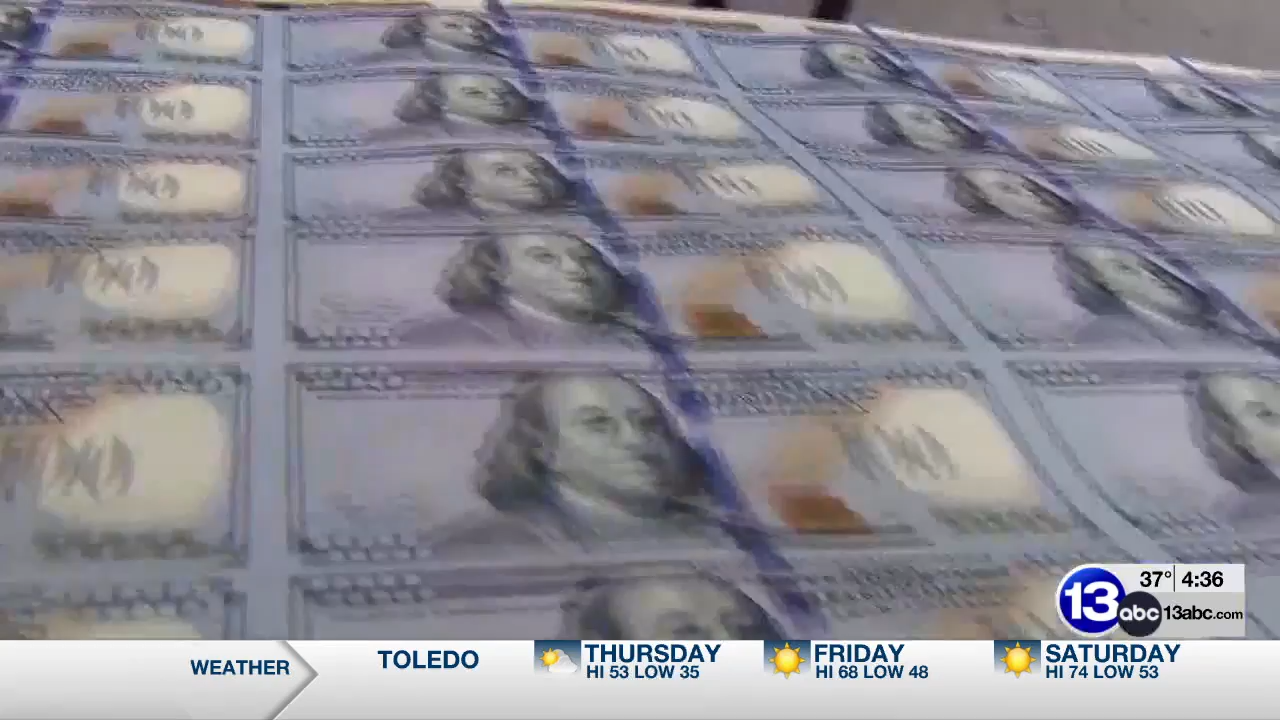 37° 4:36
13 abc 13abc.com
WEATHER
TOLEDO
THURSDAY
HI 53 LOW 35
FRIDAY
HI 68 LOW 48
SATURDAY
HI 74 LOW 53